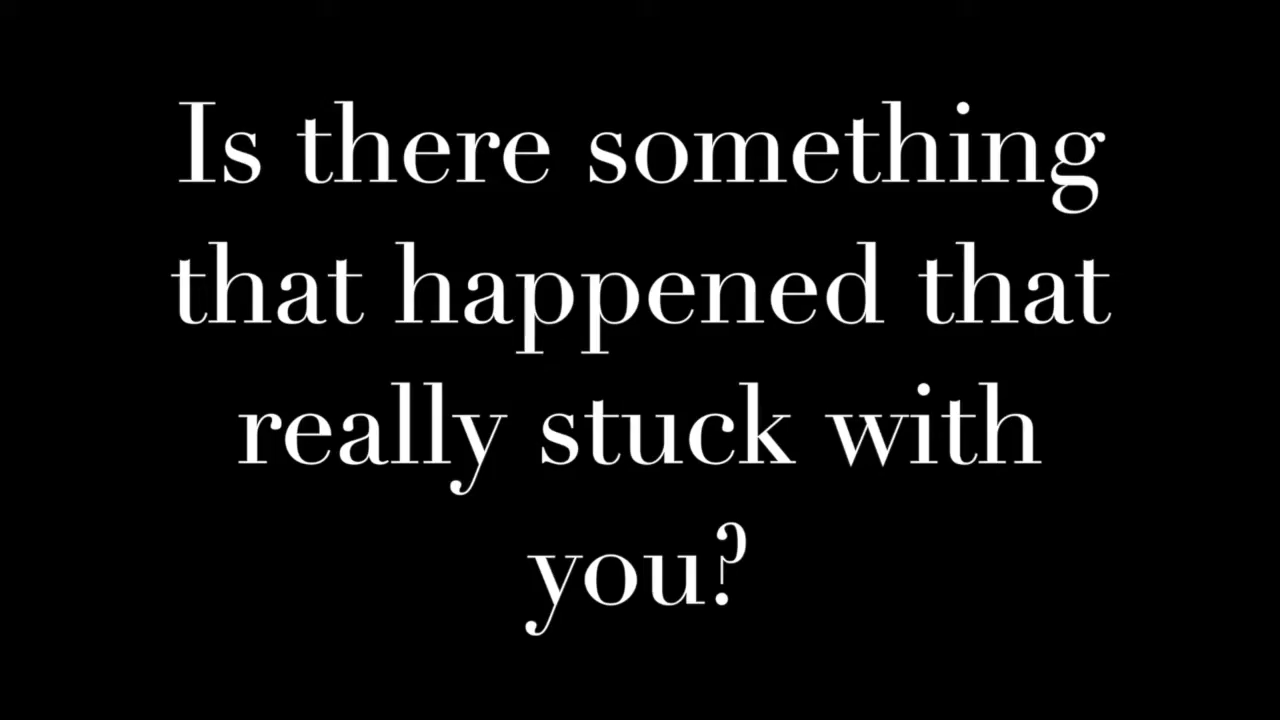 Is there something
that happened that
really stuck with
you?